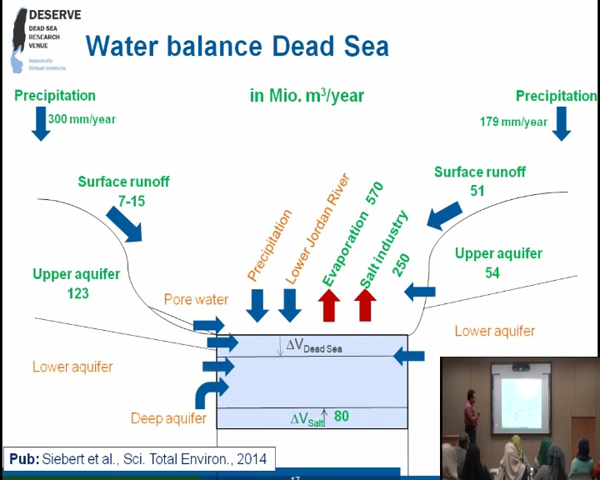 DESERVE
DEAD SEA
RESEARCH
VENUE
Helmholtz
Virtual Institute
Water balance Dead Sea
in Mio. m³/year
Precipitation
300 mm/year
Precipitation
179 mm/year
Surface runoff
7-15
Surface runoff
51
Precipitation
Lower Jordan River
Evaporation 570
Salt industry
250
Upper aquifer
123
Upper aquifer
54
Pore water
Lower aquifer
Lower aquifer
Deep aquifer
ΔV Dead Sea
ΔV Salt 80
Pub: Siebert et al., Sci. Total Environ., 2014
17